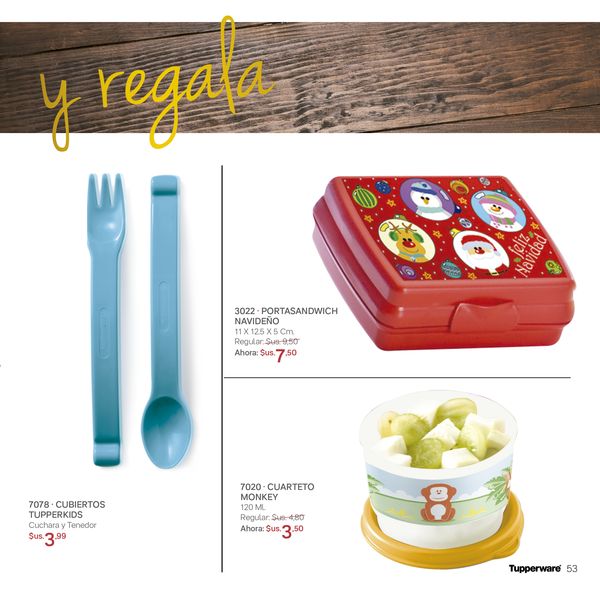 y regala
Feliz
Navidad
3022 · PORTASANDWICH
NAVIDEÑO
11 X 12.5 X 5 Cm.
Regular: $us. 9,50
Ahora: $us.7,50
7078 · CUBIERTOS
TUPPERKIDS
Cuchara y Tenedor
$us.3,99
7020 · CUARTETO
MONKEY
120 ML
Regular: $us. 4,80
Ahora: $us.3,50
Tupperware 53